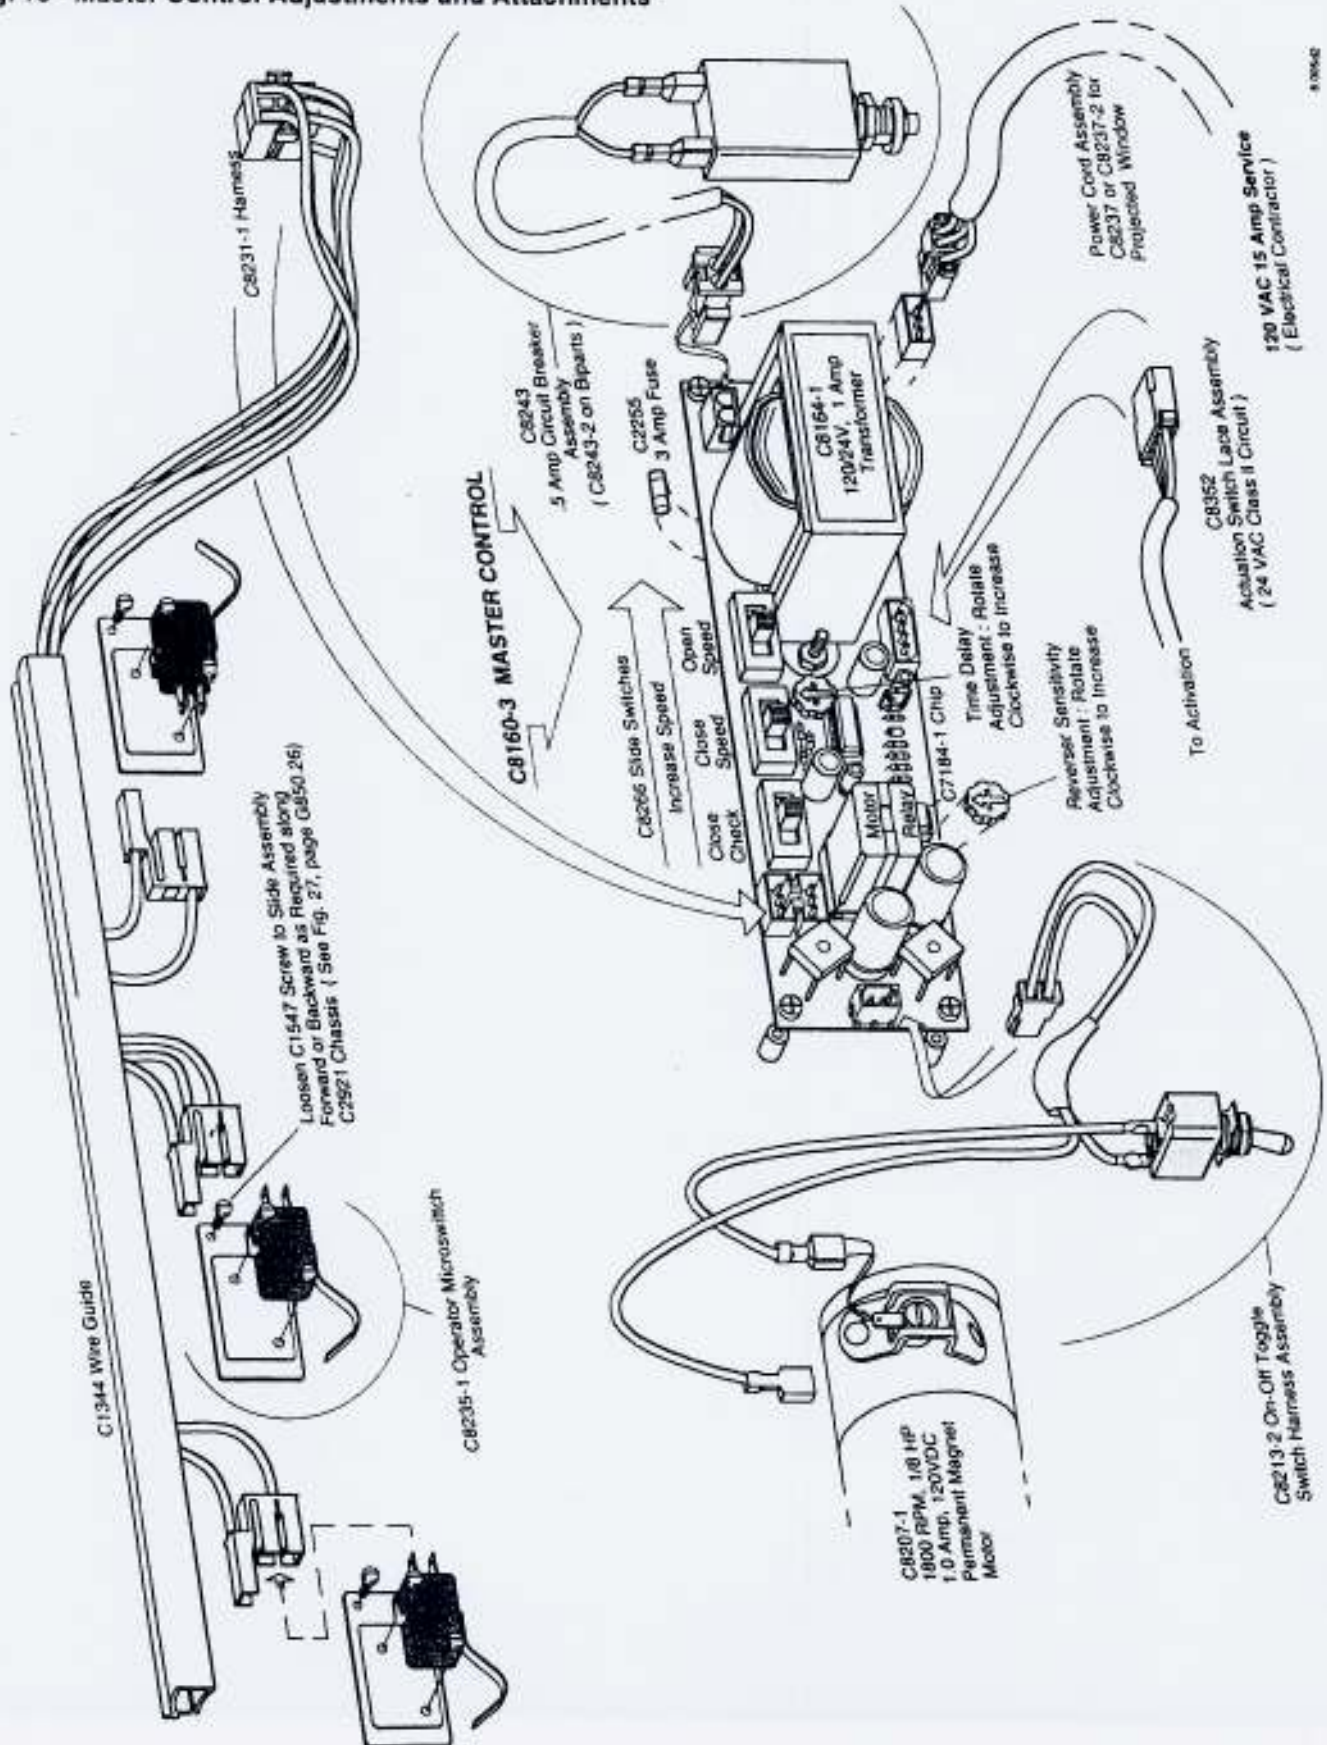 Master Control Adjustments and Attachments
C1344 Wire Guide
C8231-1 Harness
Loosen C1547 Screw to Slide Assembly
Forward or Backward as Required along
C2921 Chassis ( See Fig. 27, page G850.26)
C8235-1 Operator Microswitch
Assembly
C8160-3 MASTER CONTROL
C8243
.5 Amp Circuit Breaker
Assembly
( C8243-2 on Biparts )
C2255
3 Amp Fuse
C8266 Slide Switches
Increase Speed
Close
Check
Close
Speed
Open
Speed
C8164-1
120/24V, 1 Amp
Transformer
Motor
Relay
C7184-1 Chip
Time Delay
Adjustment : Rotate
Clockwise to Increase
Reverser Sensitivity
Adjustment : Rotate
Clockwise to Increase
Power Cord Assembly
C8237 or C8237-2 for
Projected Window
120 VAC 15 Amp Service
( Electrical Contractor )
C8352
Actuation Switch Lace Assembly
( 24 VAC Class II Circuit )
To Activation
C8207-1
1800 RPM, 1/8 HP
1.0 Amp, 120VDC
Permanent Magnet
Motor
C8213-2 On-Off Toggle
Switch Harness Assembly